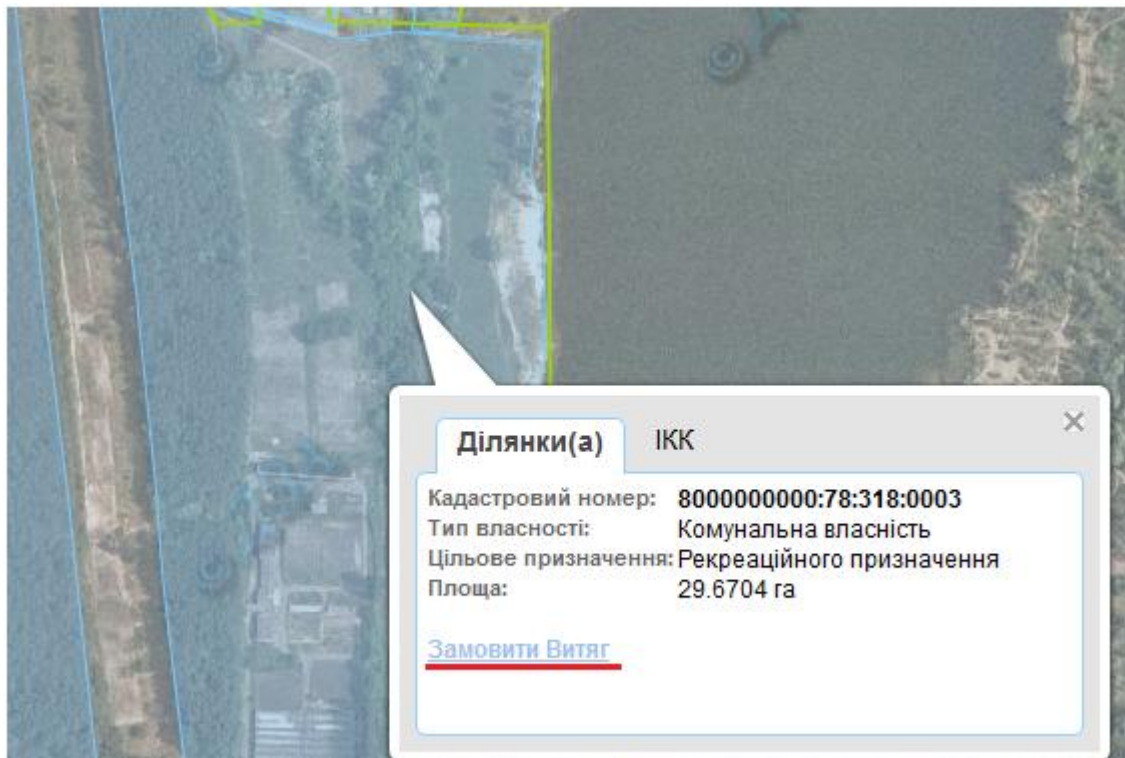 Ділянки(а) ІКК
Кадастровий номер: 8000000000:78:318:0003
Тип власності: Комунальна власність
Цільове призначення: Рекреаційного призначення
Площа: 29.6704 га
Замовити Витяг